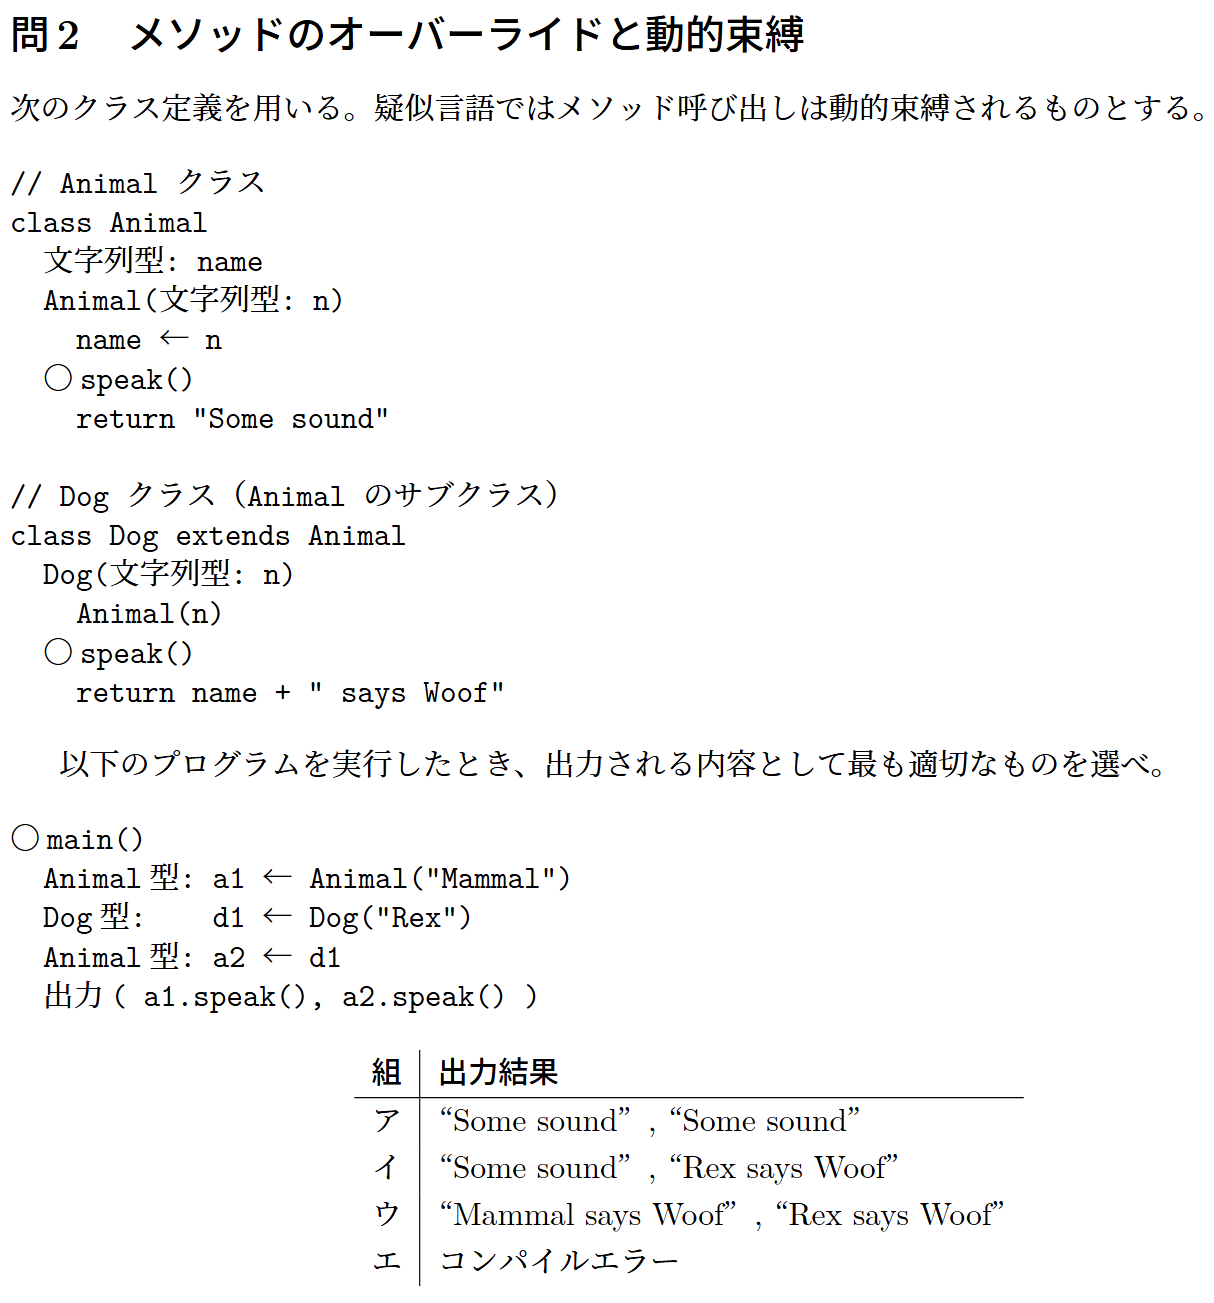 問 2 メソッドのオーバーライドと動的束縛
次のクラス定義を用いる。疑似言語ではメソッド呼び出しは動的束縛されるものとする。
// Animal クラス
class Animal
  文字列型: name
  Animal(文字列型: n)
    name ← n
  ○ speak()
    return "Some sound"
// Dog クラス（Animal のサブクラス）
class Dog extends Animal
  Dog(文字列型: n)
    Animal(n)
  ○ speak()
    return name + " says Woof"
以下のプログラムを実行したとき、出力される内容として最も適切なものを選べ。
○ main()
  Animal 型: a1 ← Animal("Mammal")
  Dog 型:    d1 ← Dog("Rex")
  Animal 型: a2 ← d1
  出力 ( a1.speak(), a2.speak() )
組 出力結果
ア “Some sound” , “Some sound”
イ “Some sound” , “Rex says Woof”
ウ “Mammal says Woof” , “Rex says Woof”
エ コンパイルエラー